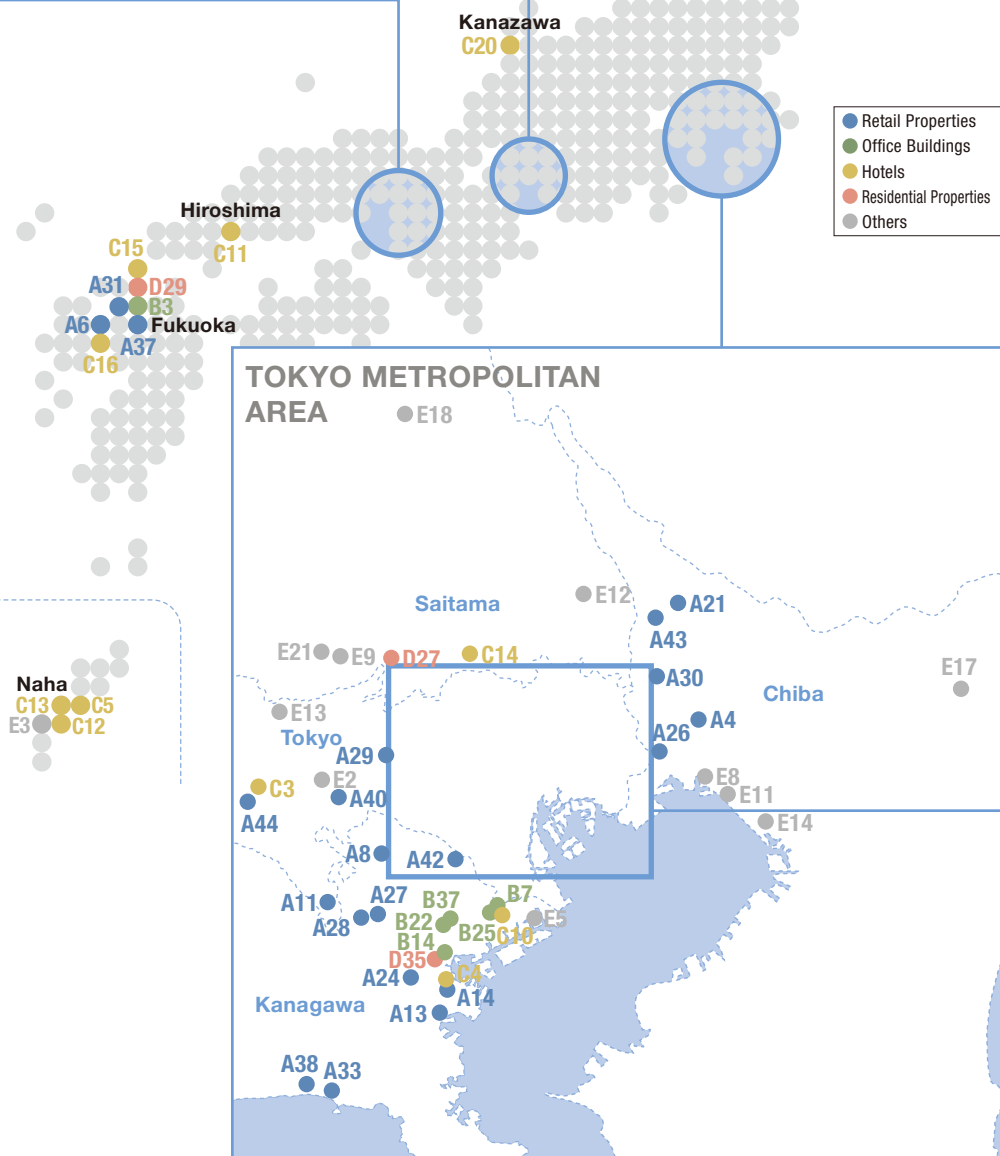 Kanazawa
C20
Retail Properties
Office Buildings
Hotels
Residential Properties
Others
Hiroshima
C11
C15
A31
D29
B3
A6
Fukuoka
A37
C16
TOKYO METROPOLITAN
AREA
E18
Saitama
E12
A21
A43
E21
E9
D27
C14
A30
E17
Chiba
Naha
C13
C5
E3
C12
E13
Tokyo
A4
A26
A29
E2
E8
C3
A40
E11
A44
E14
A8
A42
A11
A27
A28
B37
B7
B22
B25
C10
E5
B14
D35
A24
C4
A14
Kanagawa
A13
A38
A33